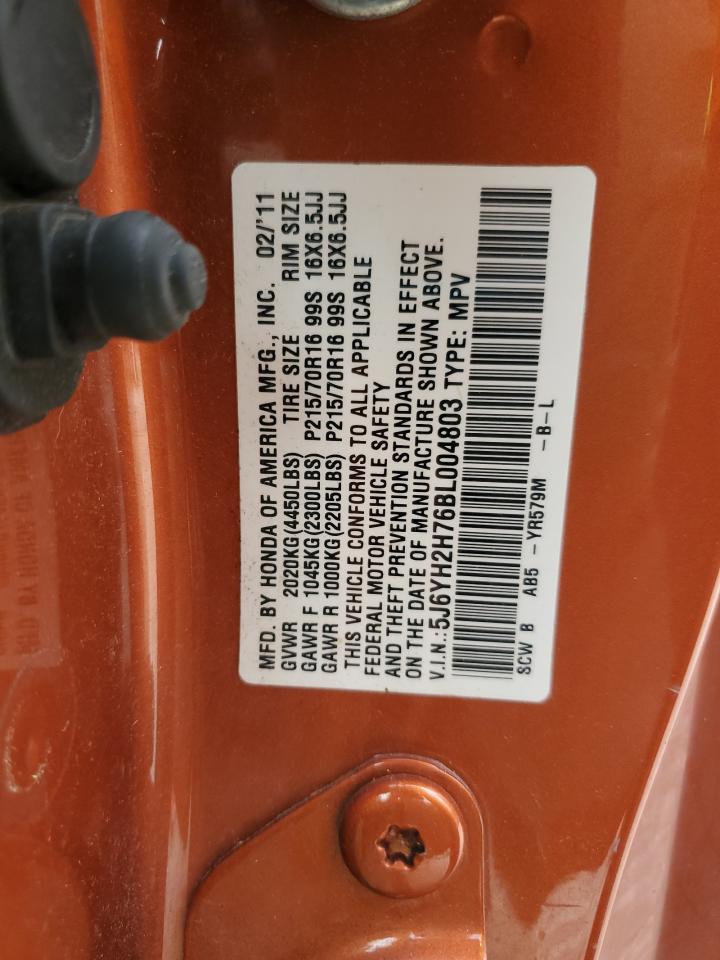 MFD. BY HONDA OF AMERICA MFG., INC. 02/'11
GVWR 2020KG(4450LBS) TIRE SIZE RIM SIZE
GAWR F 1045KG(2300LBS) P215/70R16 99S 16X6.5JJ
GAWR R 1000KG(2205LBS) P215/70R16 99S 16X6.5JJ
THIS VEHICLE CONFORMS TO ALL APPLICABLE
FEDERAL MOTOR VEHICLE SAFETY
AND THEFT PREVENTION STANDARDS IN EFFECT
ON THE DATE OF MANUFACTURE SHOWN ABOVE.
V.I.N.:5J6YH2H76BL004803 TYPE: MPV
SCW B AB5 -YR579M -B-L